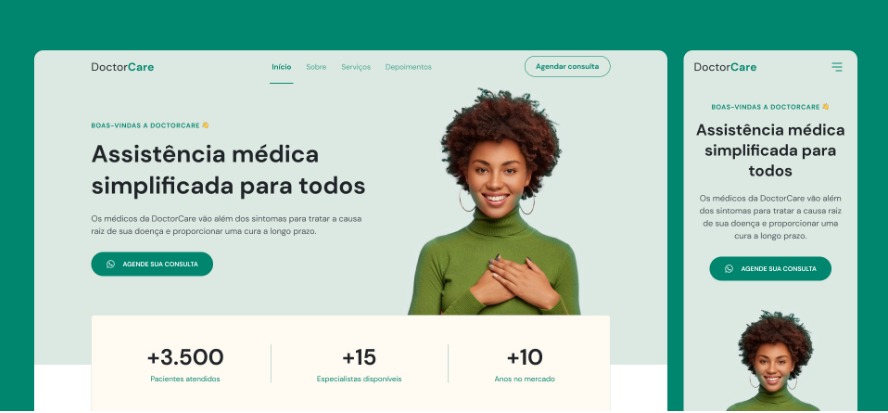 DoctorCare
Início Sobre Serviços Depoimentos
Agendar consulta
BOAS-VINDAS A DOCTORCARE 👋
Assistência médica
simplificada para todos
Os médicos da DoctorCare vão além dos sintomas para tratar a causa
raiz de sua doença e proporcionar uma cura a longo prazo.
AGENDE SUA CONSULTA
+3.500
Pacientes atendidos
+15
Especialistas disponíveis
+10
Anos no mercado
DoctorCare
BOAS-VINDAS A DOCTORCARE 👋
Assistência médica
simplificada para
todos
Os médicos da DoctorCare vão além
dos sintomas para tratar a causa raiz
de sua doença e proporcionar uma
cura a longo prazo.
AGENDE SUA CONSULTA